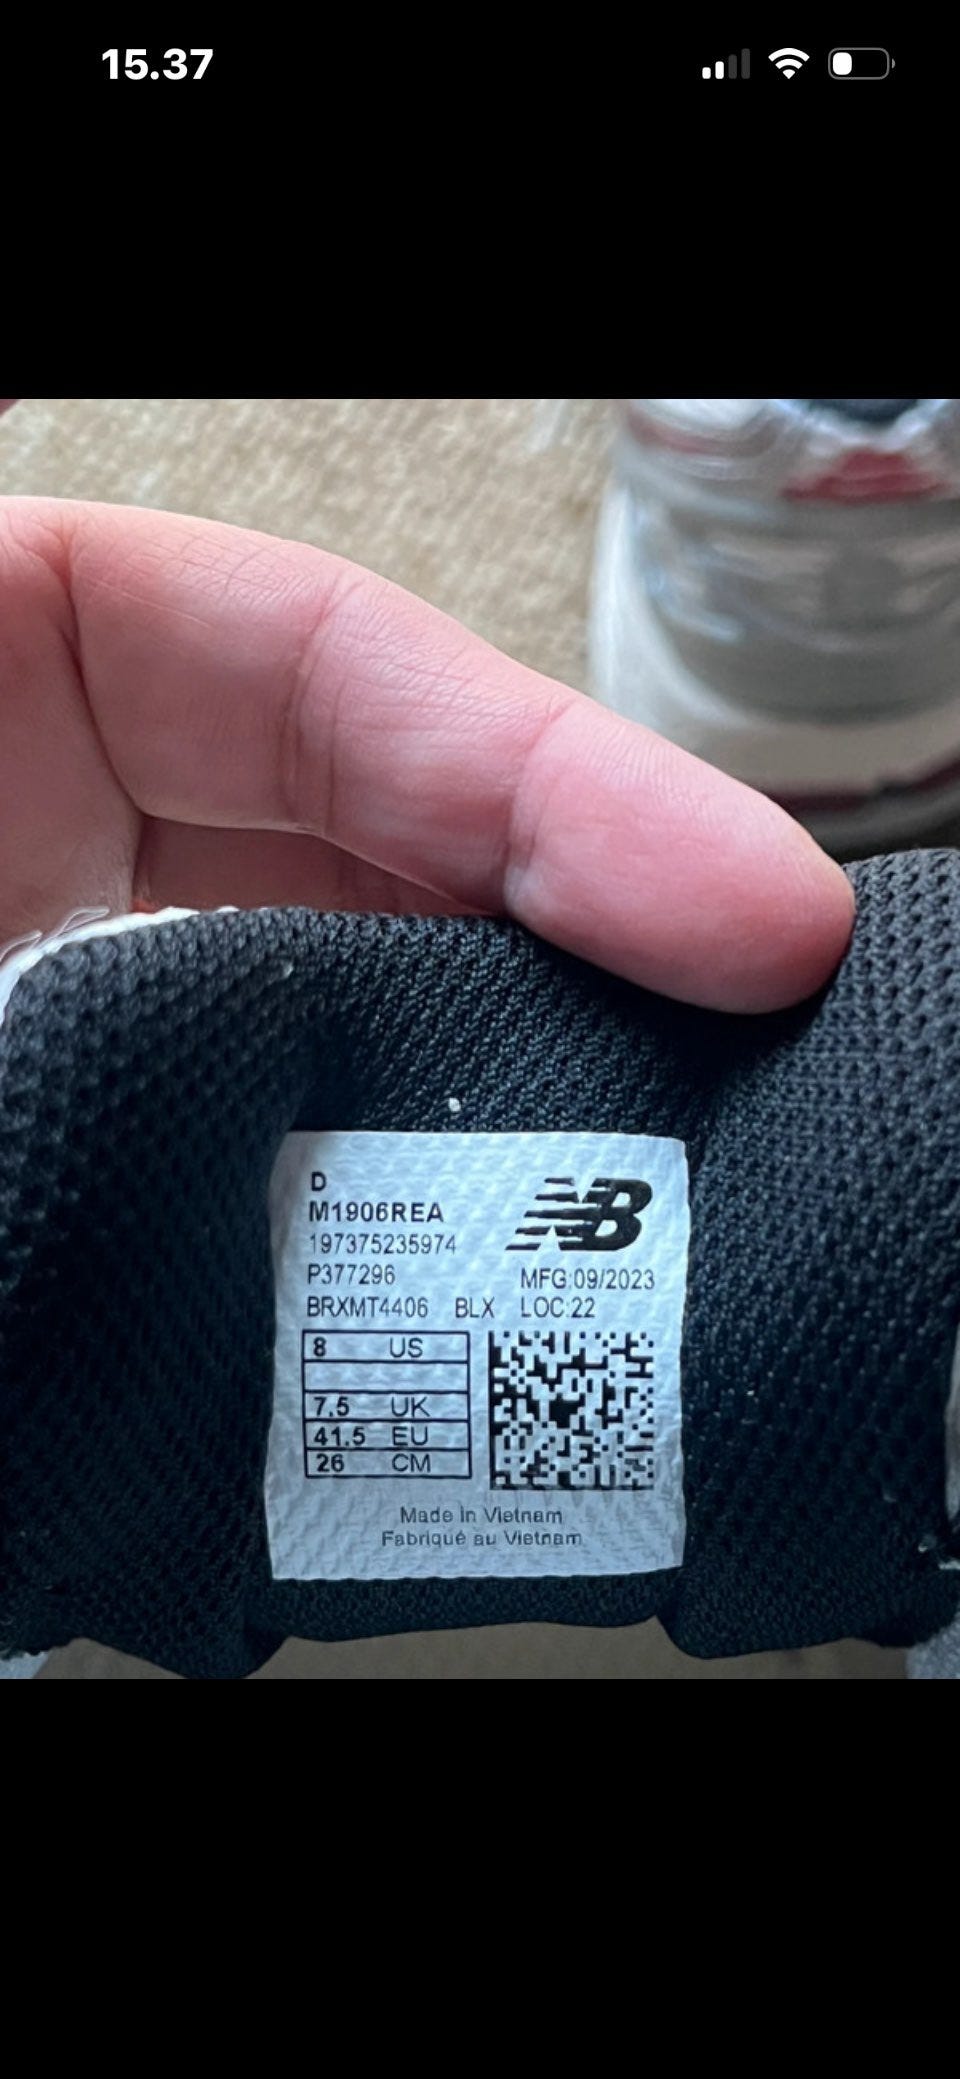 15.37
D
M1906REA
197375235974
P377296
MFG:09/2023
BRXMT4406 BLX LOC:22
8 US
7.5 UK
41.5 EU
26 CM
NB
Made in Vietnam
Fabriqué au Vietnam